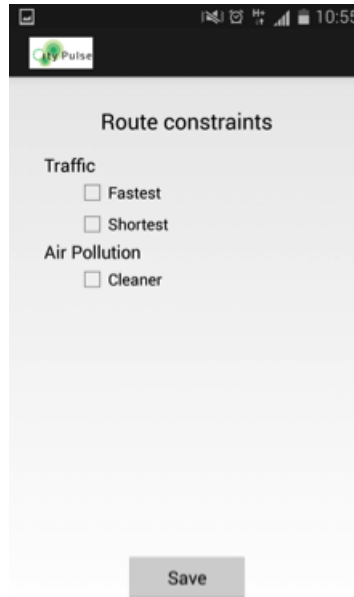 H+
10:55
City Pulse
Route constraints
Traffic
Fastest
Shortest
Air Pollution
Cleaner
Save